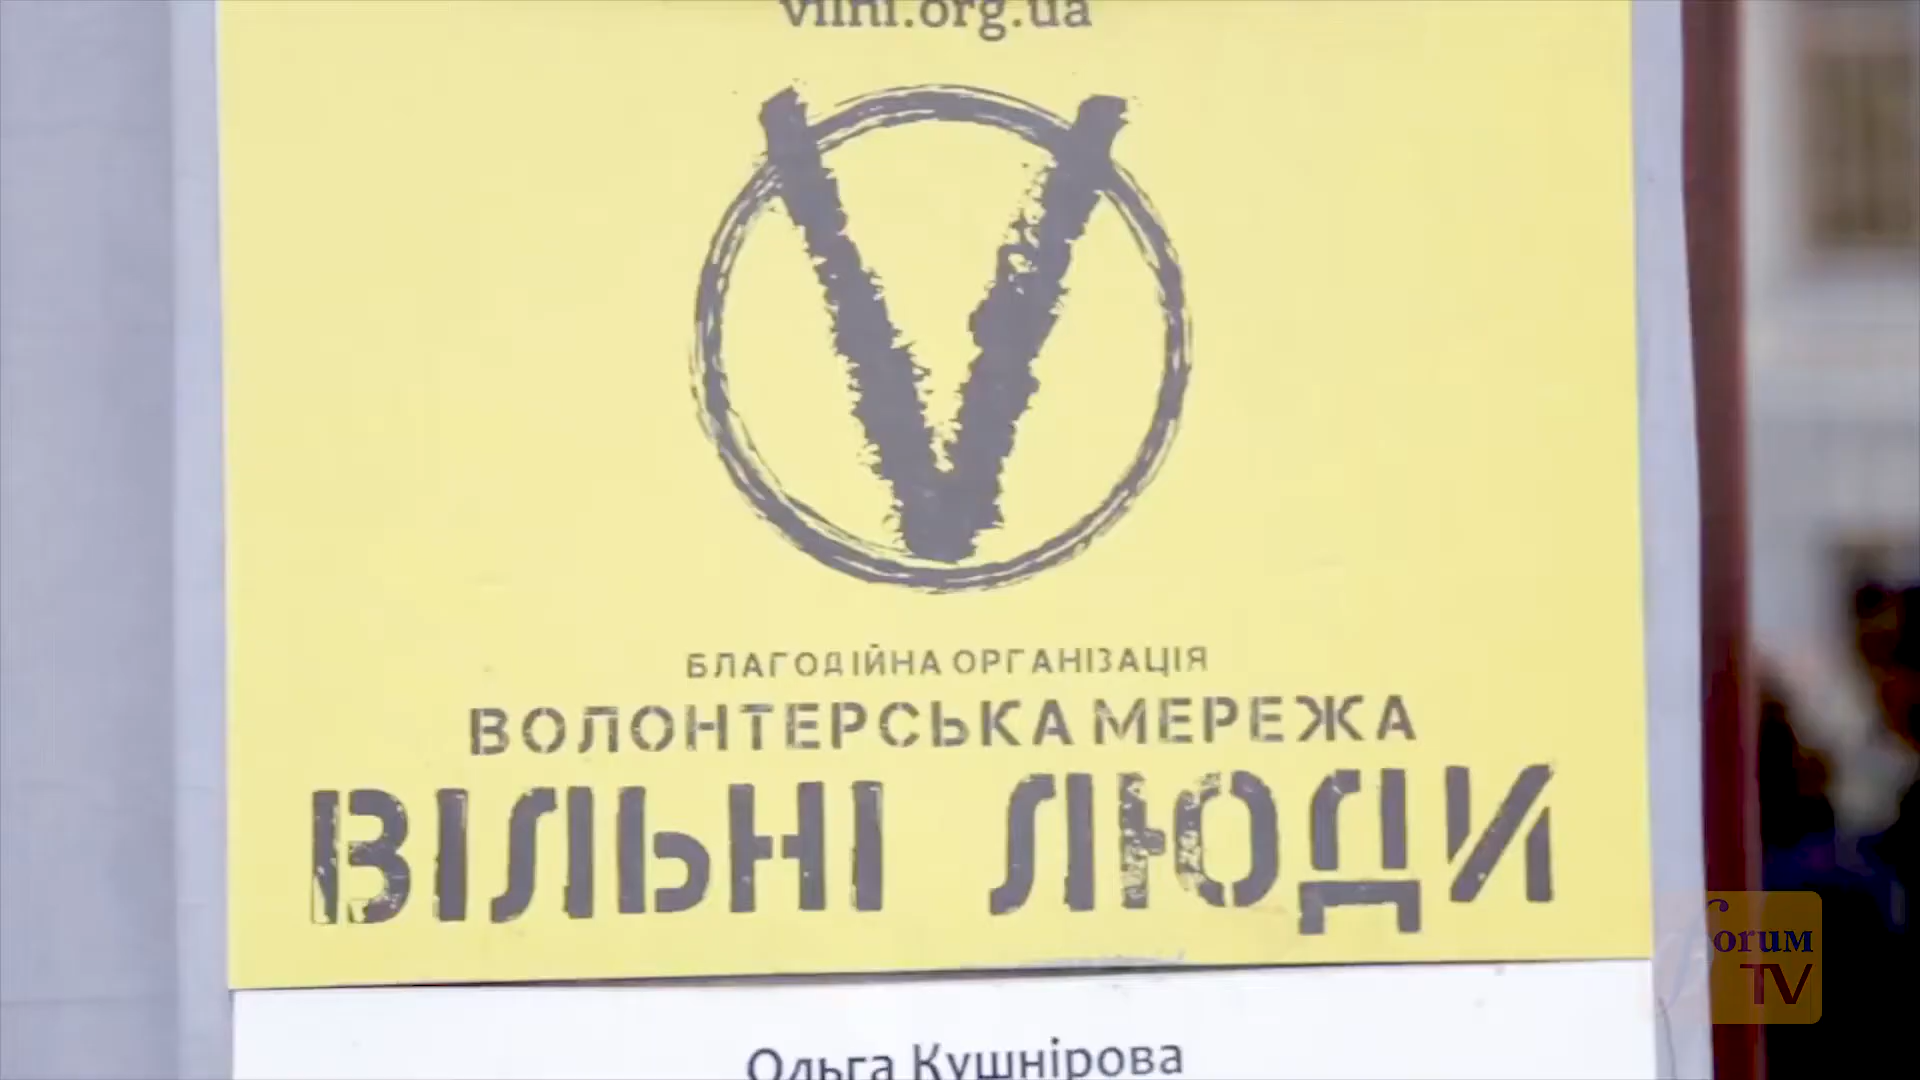 vilni.org.ua
V
БЛАГОДІЙНА ОРГАНІЗАЦІЯ
ВОЛОНТЕРСЬКА МЕРЕЖА
ВІЛЬНІ ЛЮДИ
Ольга Кушнірова
forum
TV